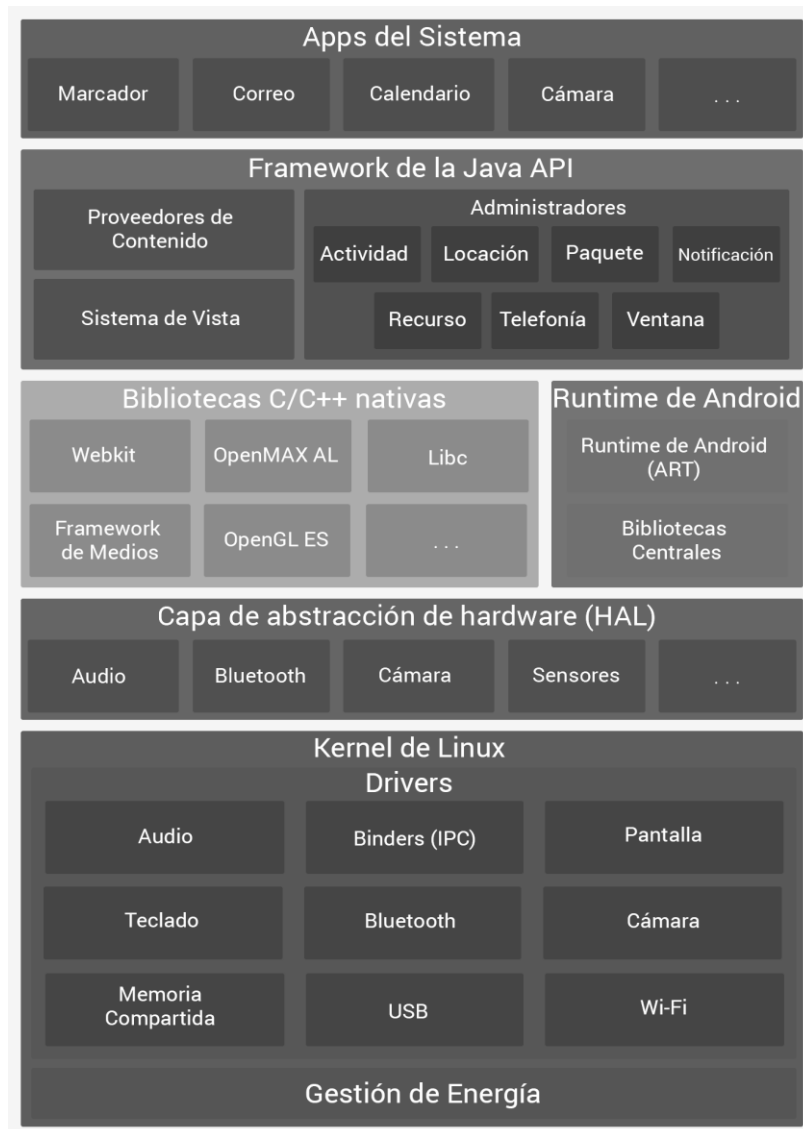 Apps del Sistema
Marcador
Correo
Calendario
Cámara
. . .
Framework de la Java API
Proveedores de
Contenido
Sistema de Vista
Administradores
Actividad
Locación
Paquete
Notificación
Recurso
Telefonía
Ventana
Bibliotecas C/C++ nativas
Webkit
OpenMAX AL
Libc
Framework
de Medios
OpenGL ES
. . .
Runtime de Android
Runtime de Android
(ART)
Bibliotecas
Centrales
Capa de abstracción de hardware (HAL)
Audio
Bluetooth
Cámara
Sensores
. . .
Kernel de Linux
Drivers
Audio
Binders (IPC)
Pantalla
Teclado
Bluetooth
Cámara
Memoria
Compartida
USB
Wi-Fi
Gestión de Energía